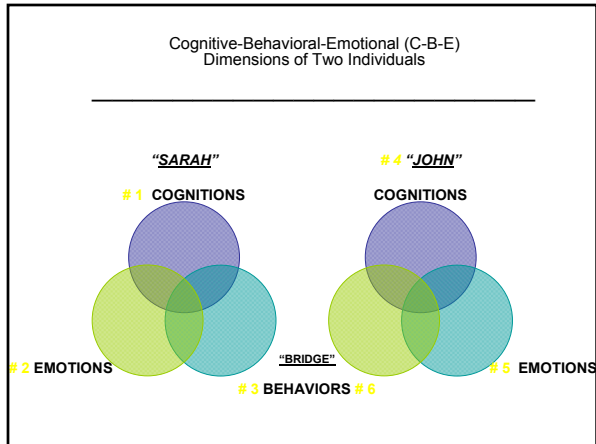 Cognitive-Behavioral-Emotional (C-B-E)
Dimensions of Two Individuals
“SARAH”
# 4 “JOHN”
# 1 COGNITIONS
COGNITIONS
“BRIDGE”
# 2 EMOTIONS
# 5 EMOTIONS
# 3 BEHAVIORS # 6